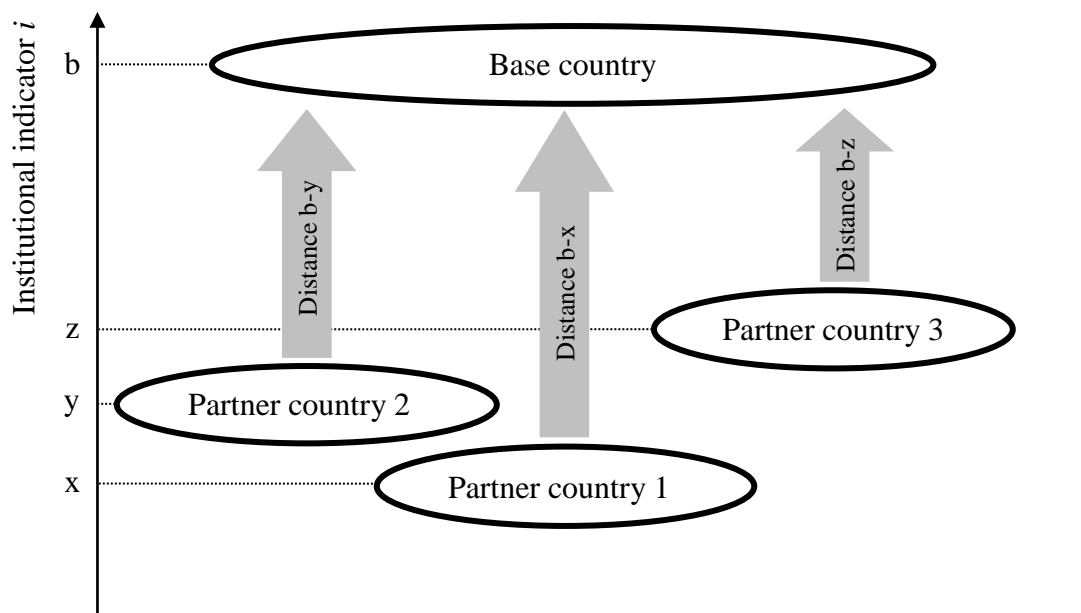 Institutional indicator i
b
Base country
Distance b-y
Distance b-x
Distance b-z
z
Partner country 3
y
Partner country 2
x
Partner country 1